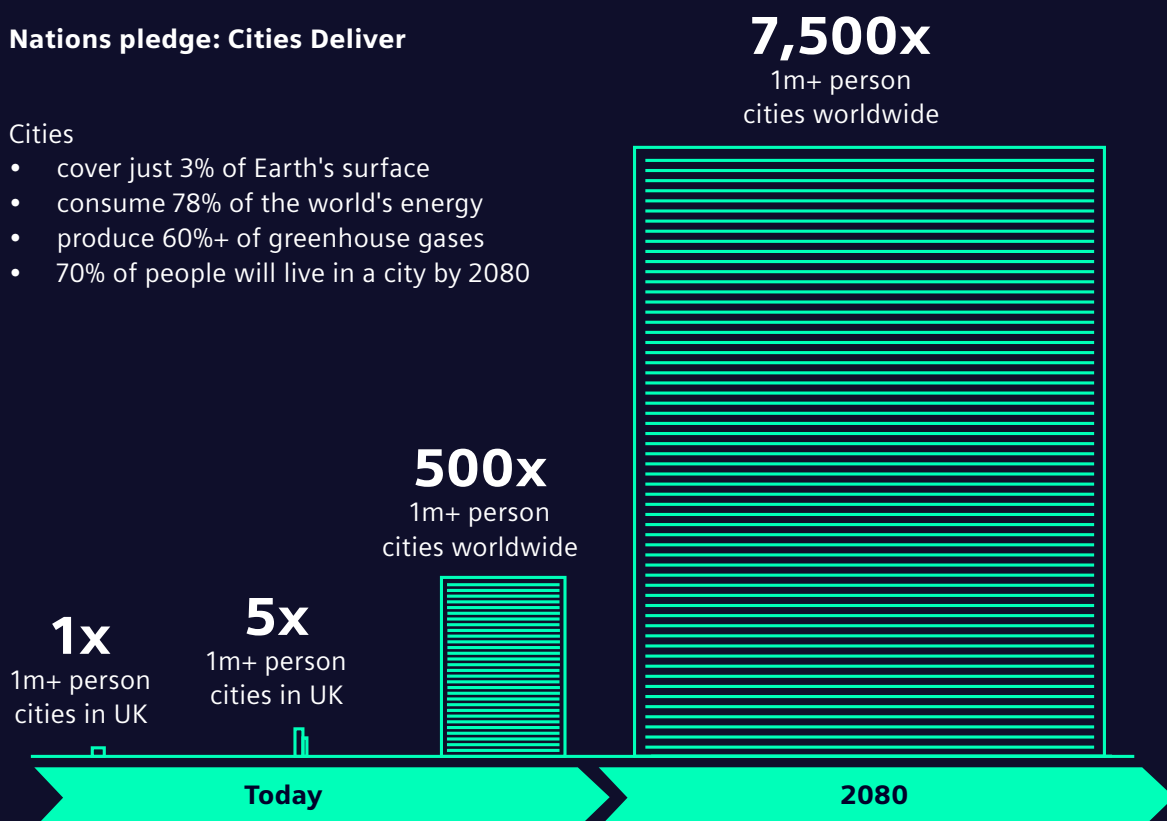 Nations pledge: Cities Deliver
Cities
• cover just 3% of Earth's surface
• consume 78% of the world's energy
• produce 60%+ of greenhouse gases
• 70% of people will live in a city by 2080
1x
1m+ person
cities in UK
5x
1m+ person
cities in UK
500x
1m+ person
cities worldwide
7,500x
1m+ person
cities worldwide
Today
2080